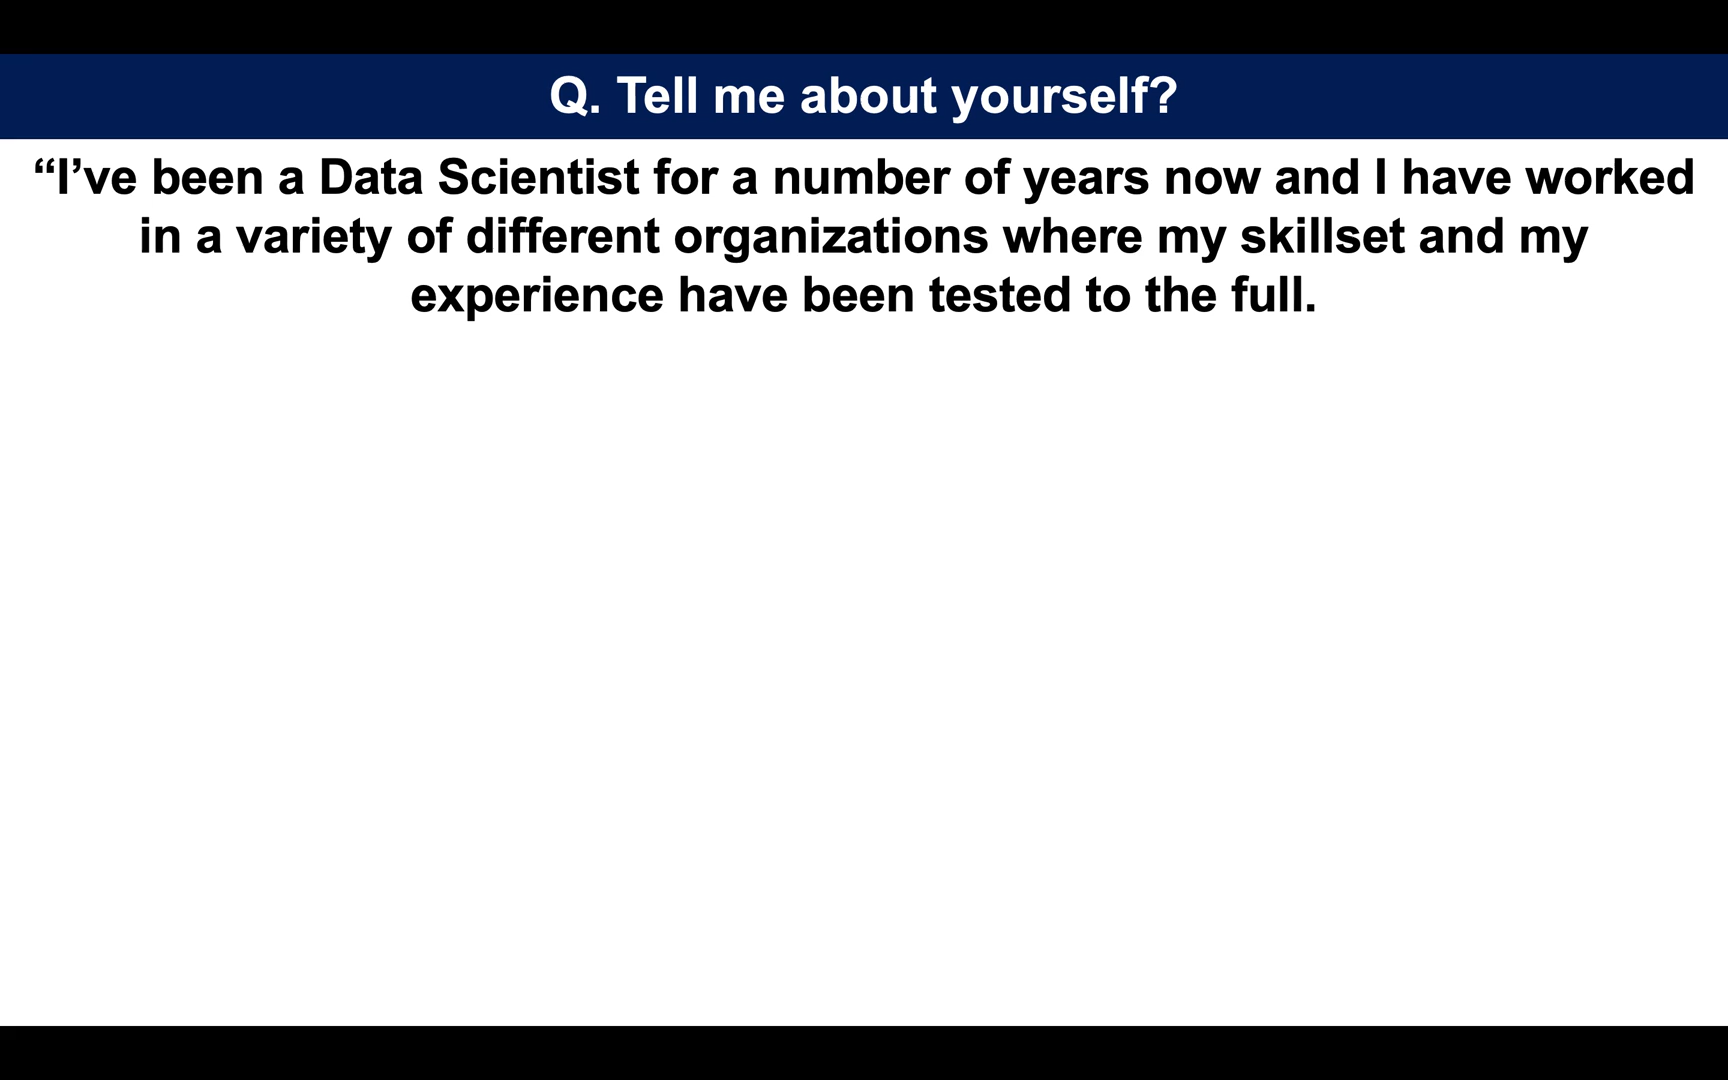 Q. Tell me about yourself?
“I’ve been a Data Scientist for a number of years now and I have worked
in a variety of different organizations where my skillset and my
experience have been tested to the full.